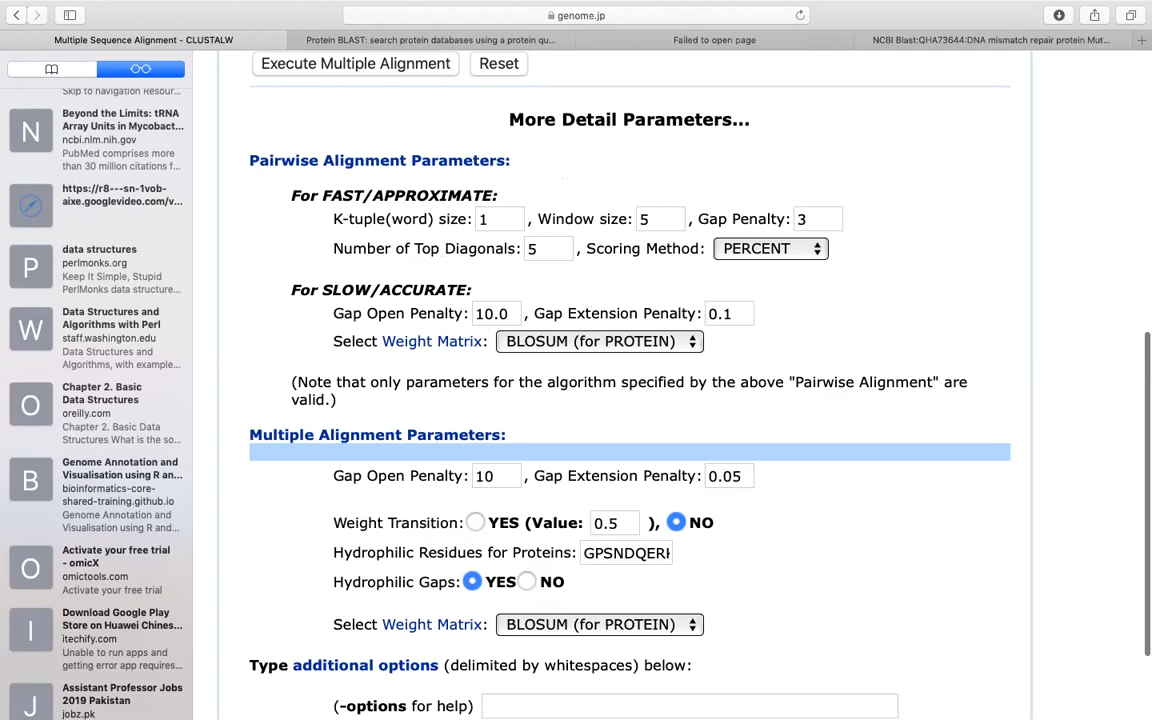 genome.jp
Multiple Sequence Alignment - CLUSTALW
Protein BLAST: search protein databases using a protein qu...
Failed to open page
NCBI Blast:QHA73644:DNA mismatch repair protein Mut...
Skip to navigation Resour...
N
Beyond the Limits: tRNA
Array Units in Mycobact...
ncbi.nlm.nih.gov
PubMed comprises more
than 30 million citations f...
https://r8---sn-1vob-
aixe.googlevideo.com/v...
P
data structures
perlmonks.org
Keep It Simple, Stupid
PerlMonks data structure...
W
Data Structures and
Algorithms with Perl
staff.washington.edu
Data Structures and
Algorithms, with example...
O
Chapter 2. Basic
Data Structures
oreilly.com
Chapter 2. Basic Data
Structures What is the so...
B
Genome Annotation and
Visualisation using R an...
bioinformatics-core-
shared-training.github.io
Genome Annotation and
Visualisation using R and...
O
Activate your free trial
- omicX
omictools.com
Activate your free trial
I
Download Google Play
Store on Huawei Chines...
itechify.com
Unable to run apps and
getting error app requires...
J
Assistant Professor Jobs
2019 Pakistan
jobz.pk
Execute Multiple Alignment Reset
More Detail Parameters...
Pairwise Alignment Parameters:
For FAST/APPROXIMATE:
K-tuple(word) size: 1 , Window size: 5 , Gap Penalty: 3
Number of Top Diagonals: 5 , Scoring Method: PERCENT
For SLOW/ACCURATE:
Gap Open Penalty: 10.0 , Gap Extension Penalty: 0.1
Select Weight Matrix: BLOSUM (for PROTEIN)
(Note that only parameters for the algorithm specified by the above "Pairwise Alignment" are
valid.)
Multiple Alignment Parameters:
Gap Open Penalty: 10 , Gap Extension Penalty: 0.05
Weight Transition: YES (Value: 0.5 ), NO
Hydrophilic Residues for Proteins: GPSNDQERK
Hydrophilic Gaps: YES NO
Select Weight Matrix: BLOSUM (for PROTEIN)
Type additional options (delimited by whitespaces) below:
(-options for help)